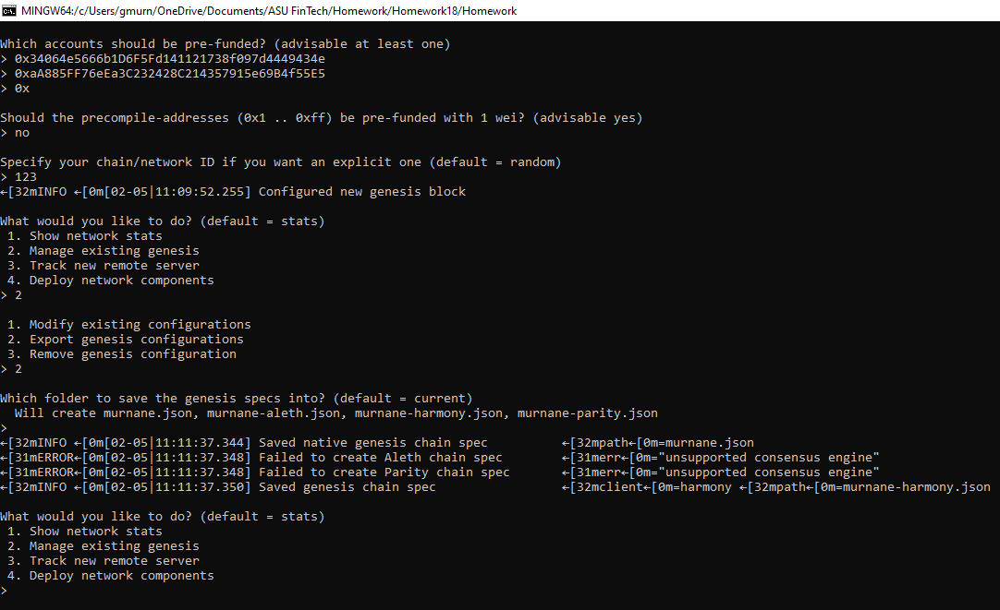 MINGW64:/c/Users/gmurn/OneDrive/Documents/ASU FinTech/Homework/Homework18/Homework
Which accounts should be pre-funded? (advisable at least one)
> 0x34064e5666b1D6F5Fd141121738f097d4449434e
> 0xaA885FF76eEa3C232428C214357915e69B4f55E5
> 0x
Should the precompile-addresses (0x1 .. 0xff) be pre-funded with 1 wei? (advisable yes)
> no
Specify your chain/network ID if you want an explicit one (default = random)
> 123
←[32mINFO ←[0m[02-05|11:09:52.255] Configured new genesis block
What would you like to do? (default = stats)
1. Show network stats
2. Manage existing genesis
3. Track new remote server
4. Deploy network components
> 2
1. Modify existing configurations
2. Export genesis configurations
3. Remove genesis configuration
> 2
Which folder to save the genesis specs into? (default = current)
Will create murnane.json, murnane-aleth.json, murnane-harmony.json, murnane-parity.json
>
←[32mINFO ←[0m[02-05|11:11:37.344] Saved native genesis chain spec ←[32mpath←[0m=murnane.json
←[31mERROR←[0m[02-05|11:11:37.348] Failed to create Aleth chain spec ←[31merr←[0m="unsupported consensus engine"
←[31mERROR←[0m[02-05|11:11:37.348] Failed to create Parity chain spec ←[31merr←[0m="unsupported consensus engine"
←[32mINFO ←[0m[02-05|11:11:37.350] Saved genesis chain spec ←[32mclient←[0m=harmony ←[32mpath←[0m=murnane-harmony.json
What would you like to do? (default = stats)
1. Show network stats
2. Manage existing genesis
3. Track new remote server
4. Deploy network components
>